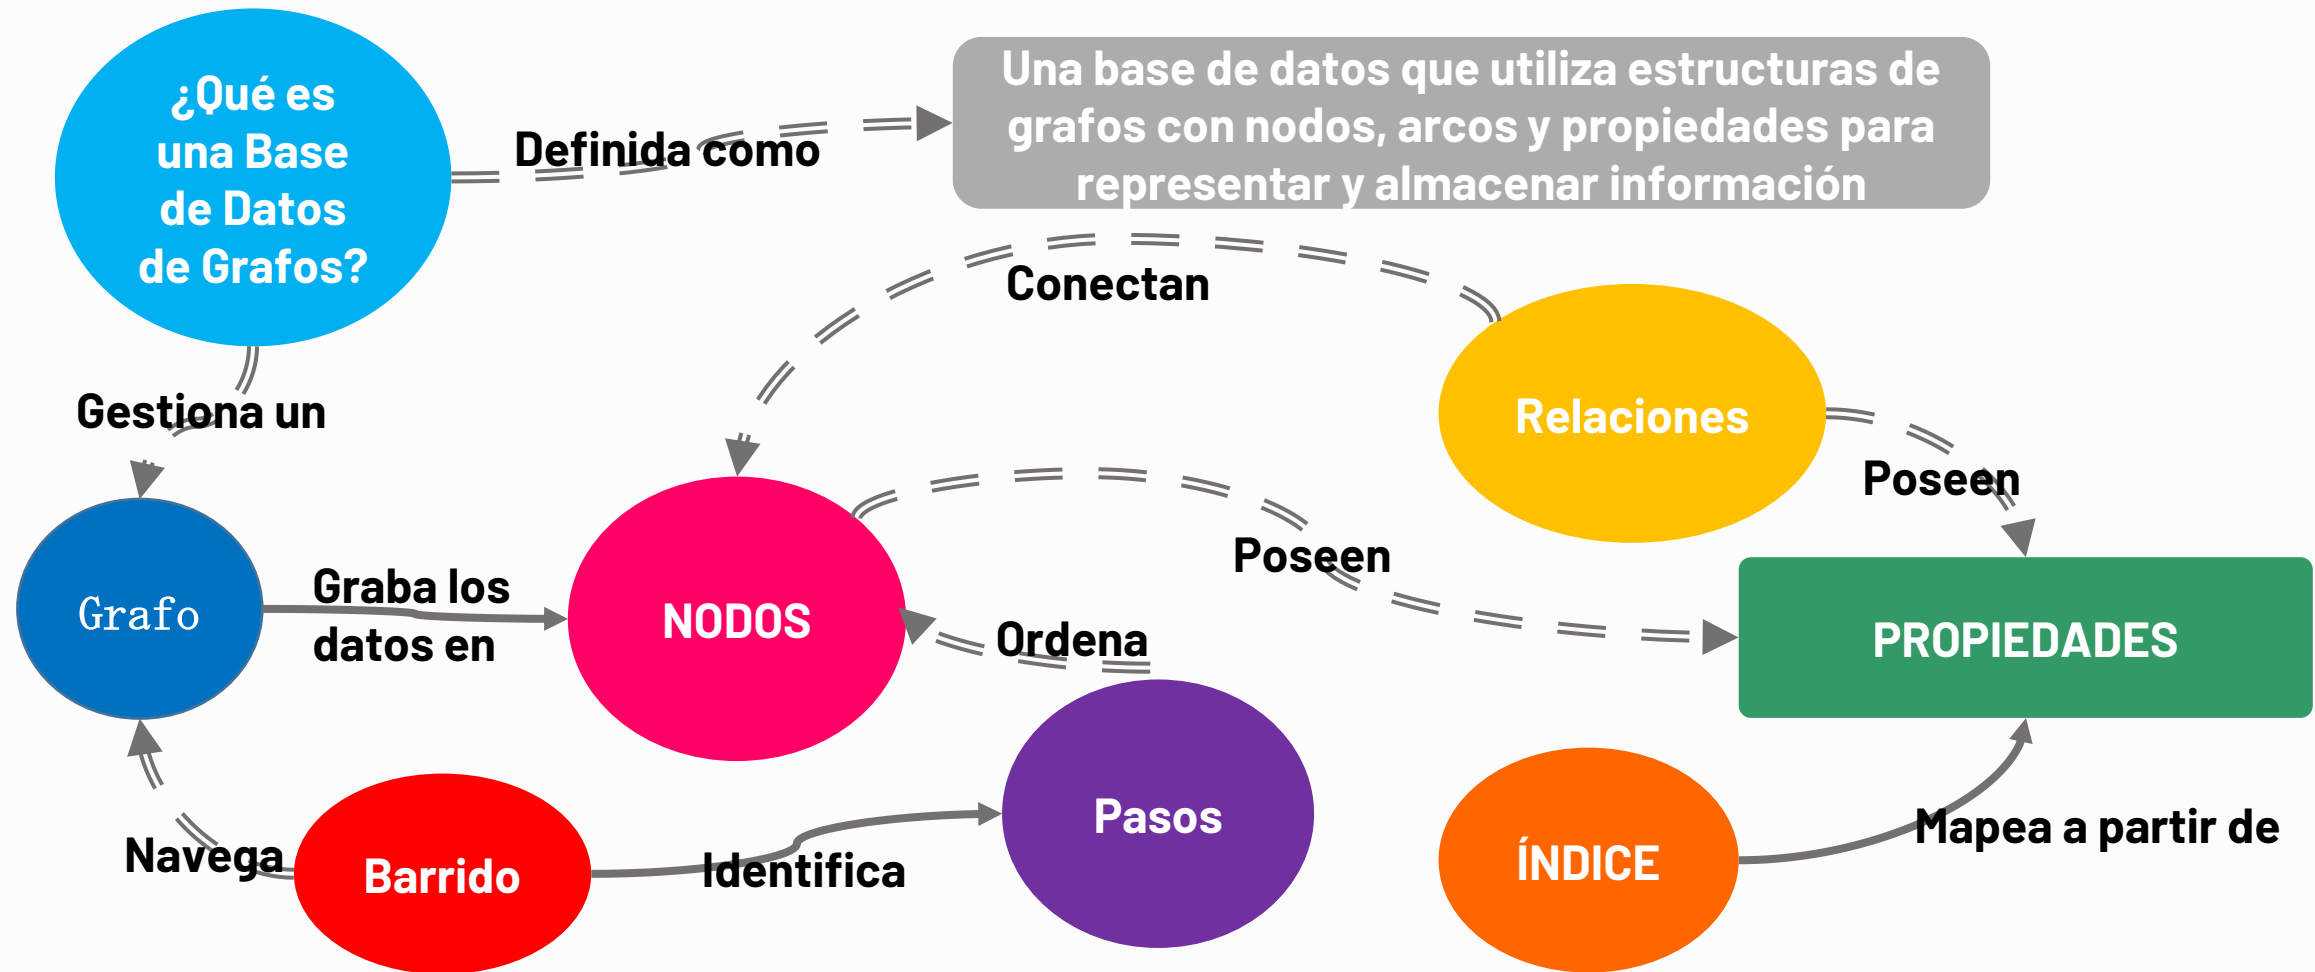 ¿Qué es
una Base
de Datos
de Grafos?
Definida como
Una base de datos que utiliza estructuras de
grafos con nodos, arcos y propiedades para
representar y almacenar información
Conectan
Gestiona un
Relaciones
Poseen
Poseen
Grafo
Graba los
datos en
NODOS
Ordena
PROPIEDADES
Navega
Barrido
Identifica
Pasos
ÍNDICE
Mapea a partir de